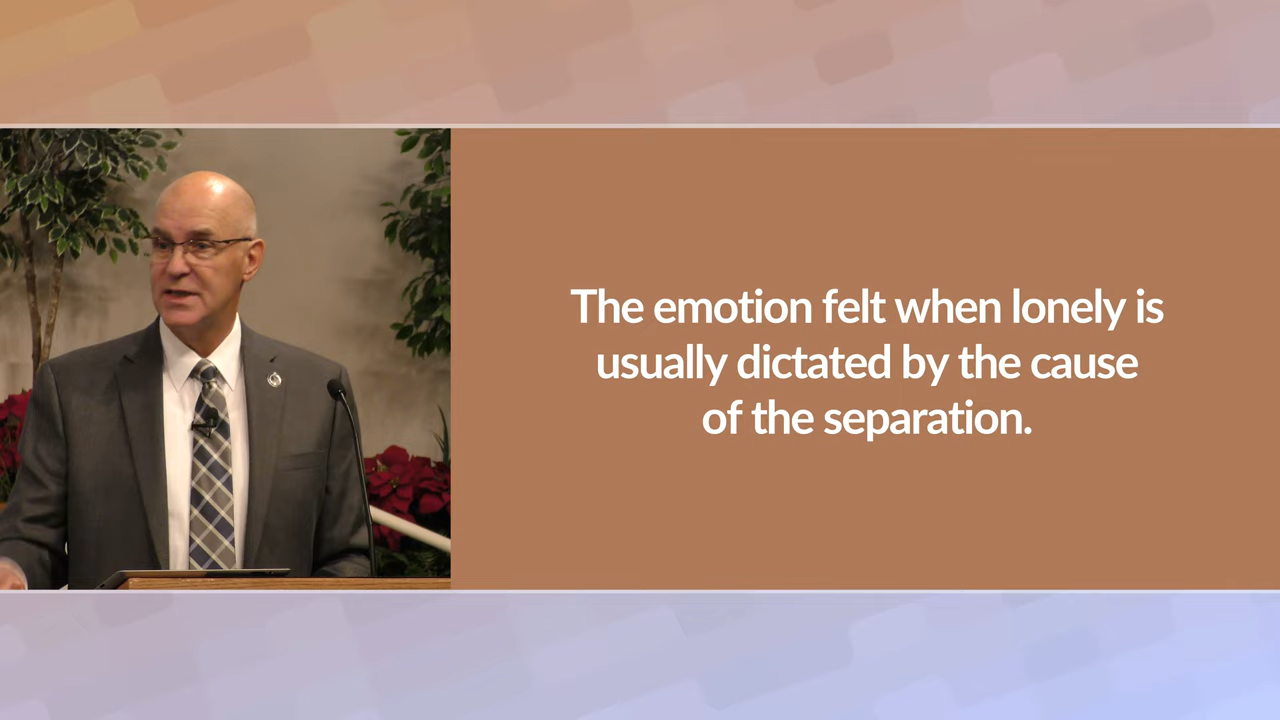 The emotion felt when lonely is
usually dictated by the cause
of the separation.